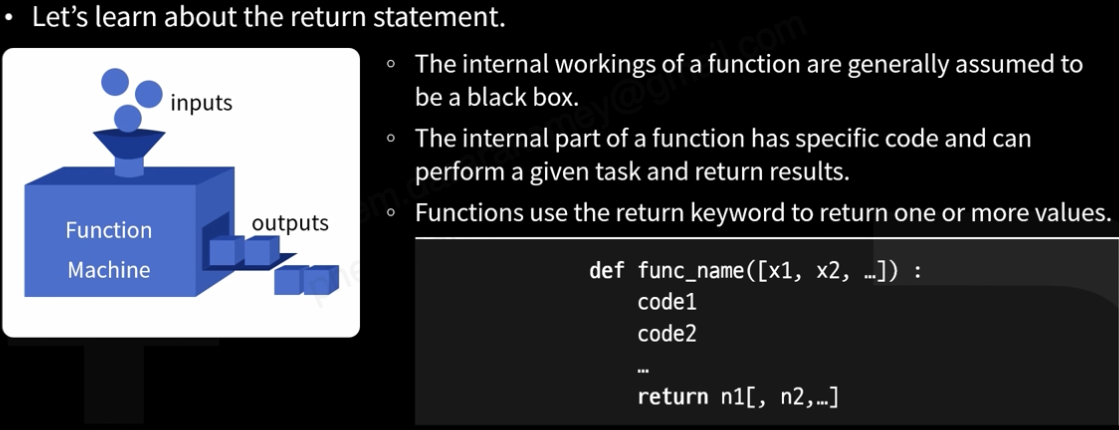 • Let’s learn about the return statement.
inputs
Function
Machine
outputs
◦ The internal workings of a function are generally assumed to
be a black box.
◦ The internal part of a function has specific code and can
perform a given task and return results.
◦ Functions use the return keyword to return one or more values.
def func_name([x1, x2, …]) :
code1
code2
…
return n1[, n2,…]